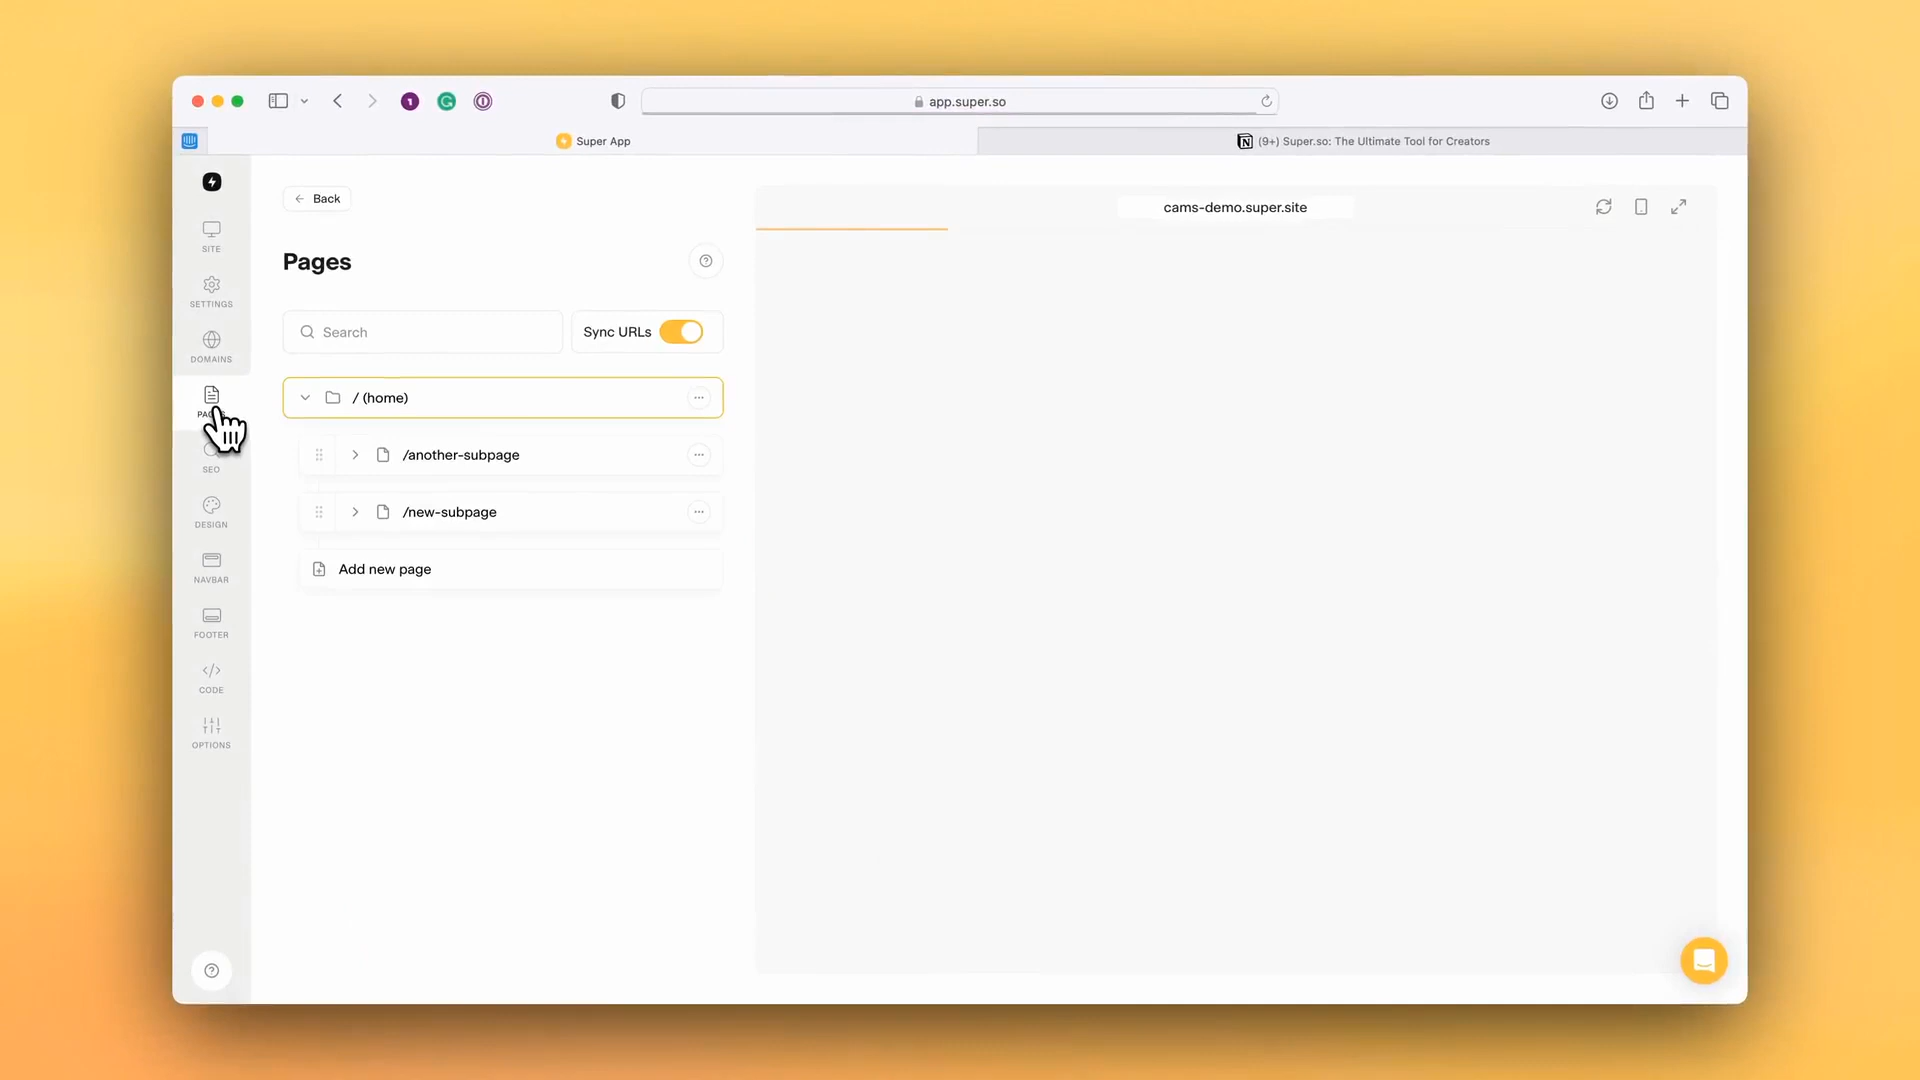 app.super.so
Super App
(9+) Super.so: The Ultimate Tool for Creators
Back
cams-demo.super.site
SITE
Pages
SETTINGS
Search
Sync URLs
DOMAINS
/ (home)
/another-subpage
SEO
/new-subpage
DESIGN
Add new page
NAVBAR
FOOTER
CODE
OPTIONS